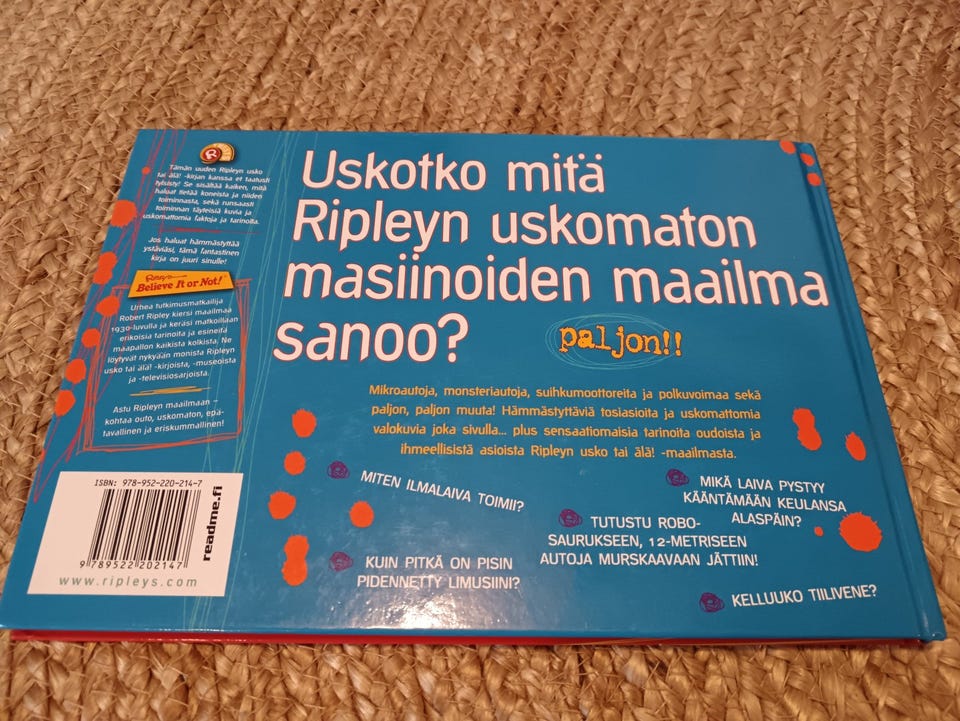 Tämän uuden Ripleyn usko
tai älä! -kirjan kanssa et taatusti
tylsisty! Se sisältää kaiken, mitä
haluat tietää koneista ja niiden
toiminnasta, sekä runsaasti
toiminnan täyteisiä kuvia ja
uskomattomia faktoja ja tarinoita.
Jos haluat hämmästyttää
ystäviäsi, tämä fantastinen
kirja on juuri sinulle!
Ripley's
Believe It or Not!
Urhea tutkimusmatkailija
Robert Ripley kiersi maailmaa
1930-luvulla ja keräsi matkoillaan
erikoisia tarinoita ja esineitä
maapallon kaikista kolkista. Ne
löytyvät nykyään monista Ripleyn
usko tai älä! -kirjoista, -museoista
ja -televisiosarjoista.
Astu Ripleyn maailmaan –
kohtaa outo, uskomaton, epä-
tavallinen ja eriskummallinen!
ISBN: 978-952-220-214-7
9 789522 202147
readme.fi
www.ripleys.com
Uskotko mitä
Ripleyn uskomaton
masiinoiden maailma
sanoo?
paljon!!
Mikroautoja, monsteriautoja, suihkumoottoreita ja polkuvoimaa sekä
paljon, paljon muuta! Hämmästyttäviä tosiasioita ja uskomattomia
valokuvia joka sivulla... plus sensaatiomaisia tarinoita oudoista ja
ihmeellisistä asioista Ripleyn usko tai älä! -maailmasta.
MITEN ILMALAIVA TOIMII?
MIKÄ LAIVA PYSTYY
KÄÄNTÄMÄÄN KEULANSA
ALASPÄIN?
TUTUSTU ROBO-
SAURUKSEEN, 12-METRISEEN
AUTOJA MURSKAAVAAN JÄTTIIN!
KUIN PITKÄ ON PISIN
PIDENNETTY LIMUSIINI?
KELLUUKO TIILIVENE?